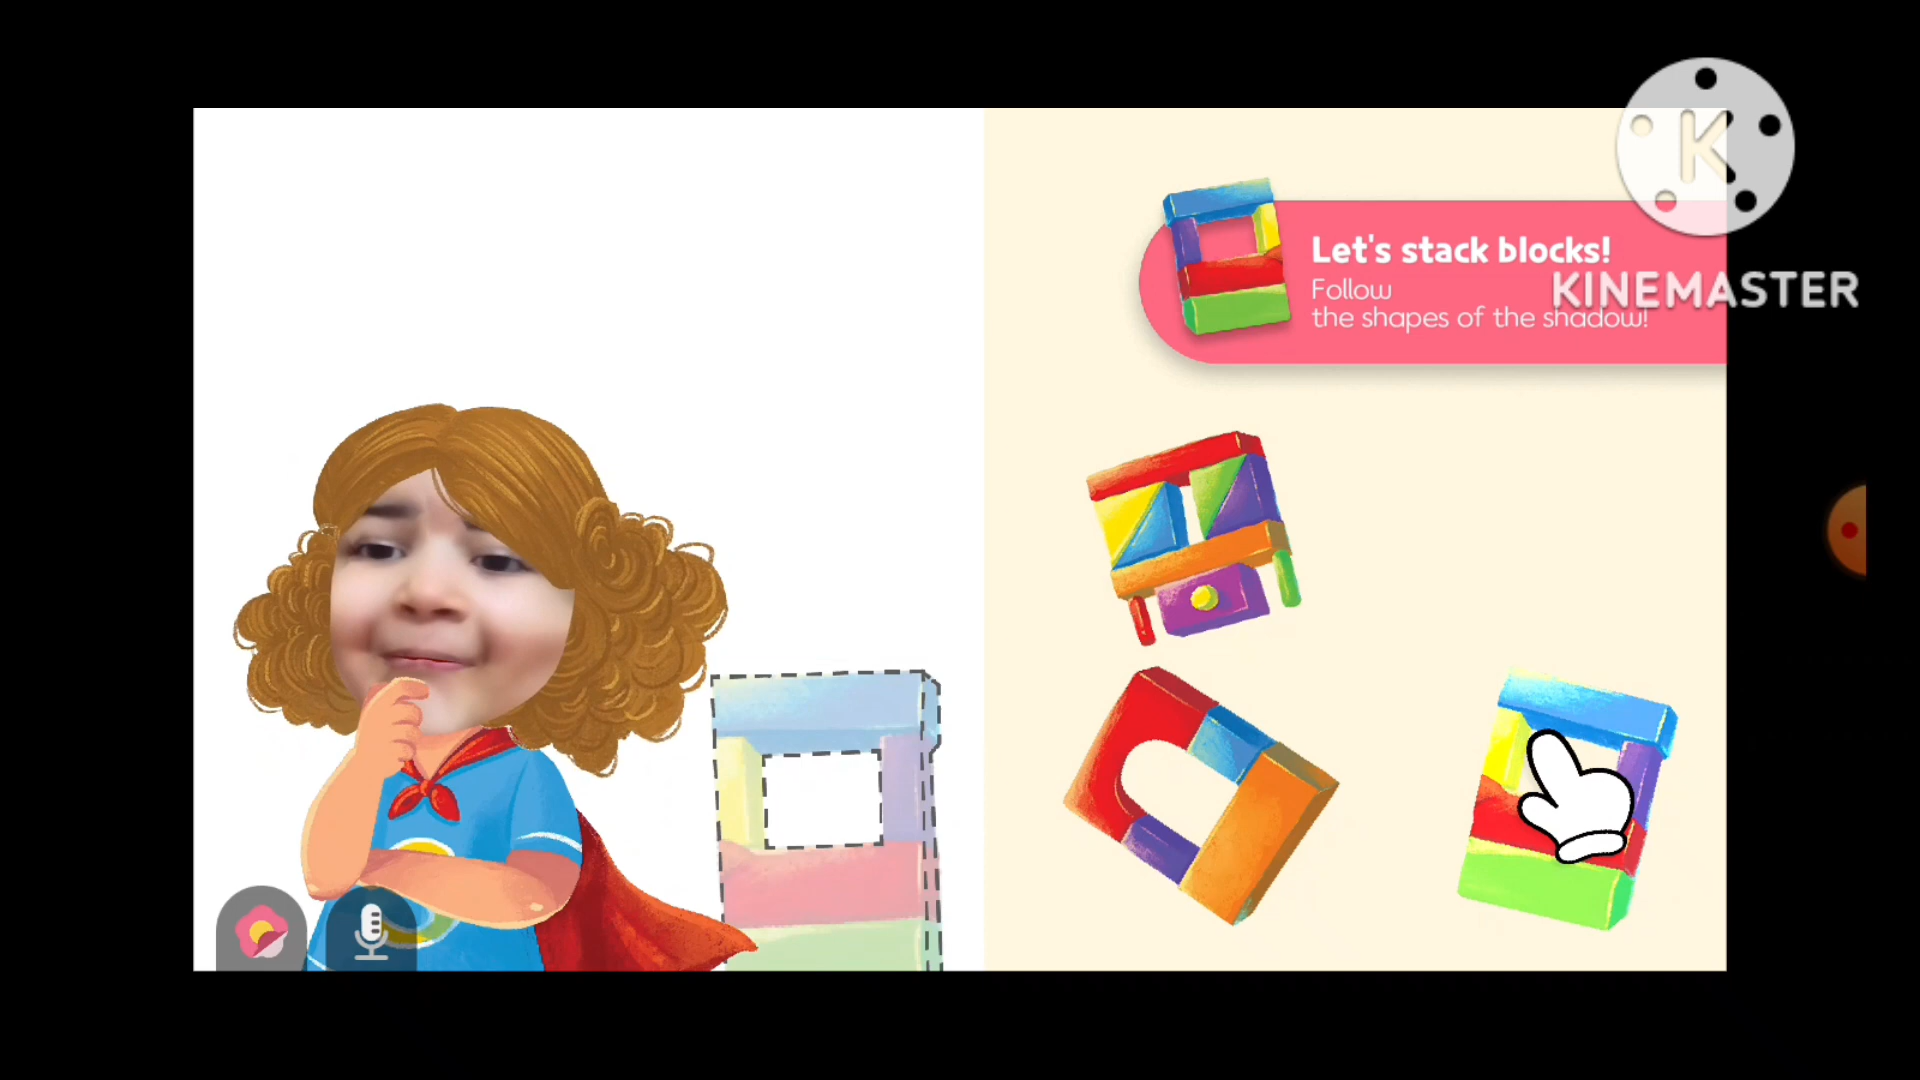 K
Let's stack blocks!
Follow
the shapes of the shadow!
KINEMASTER